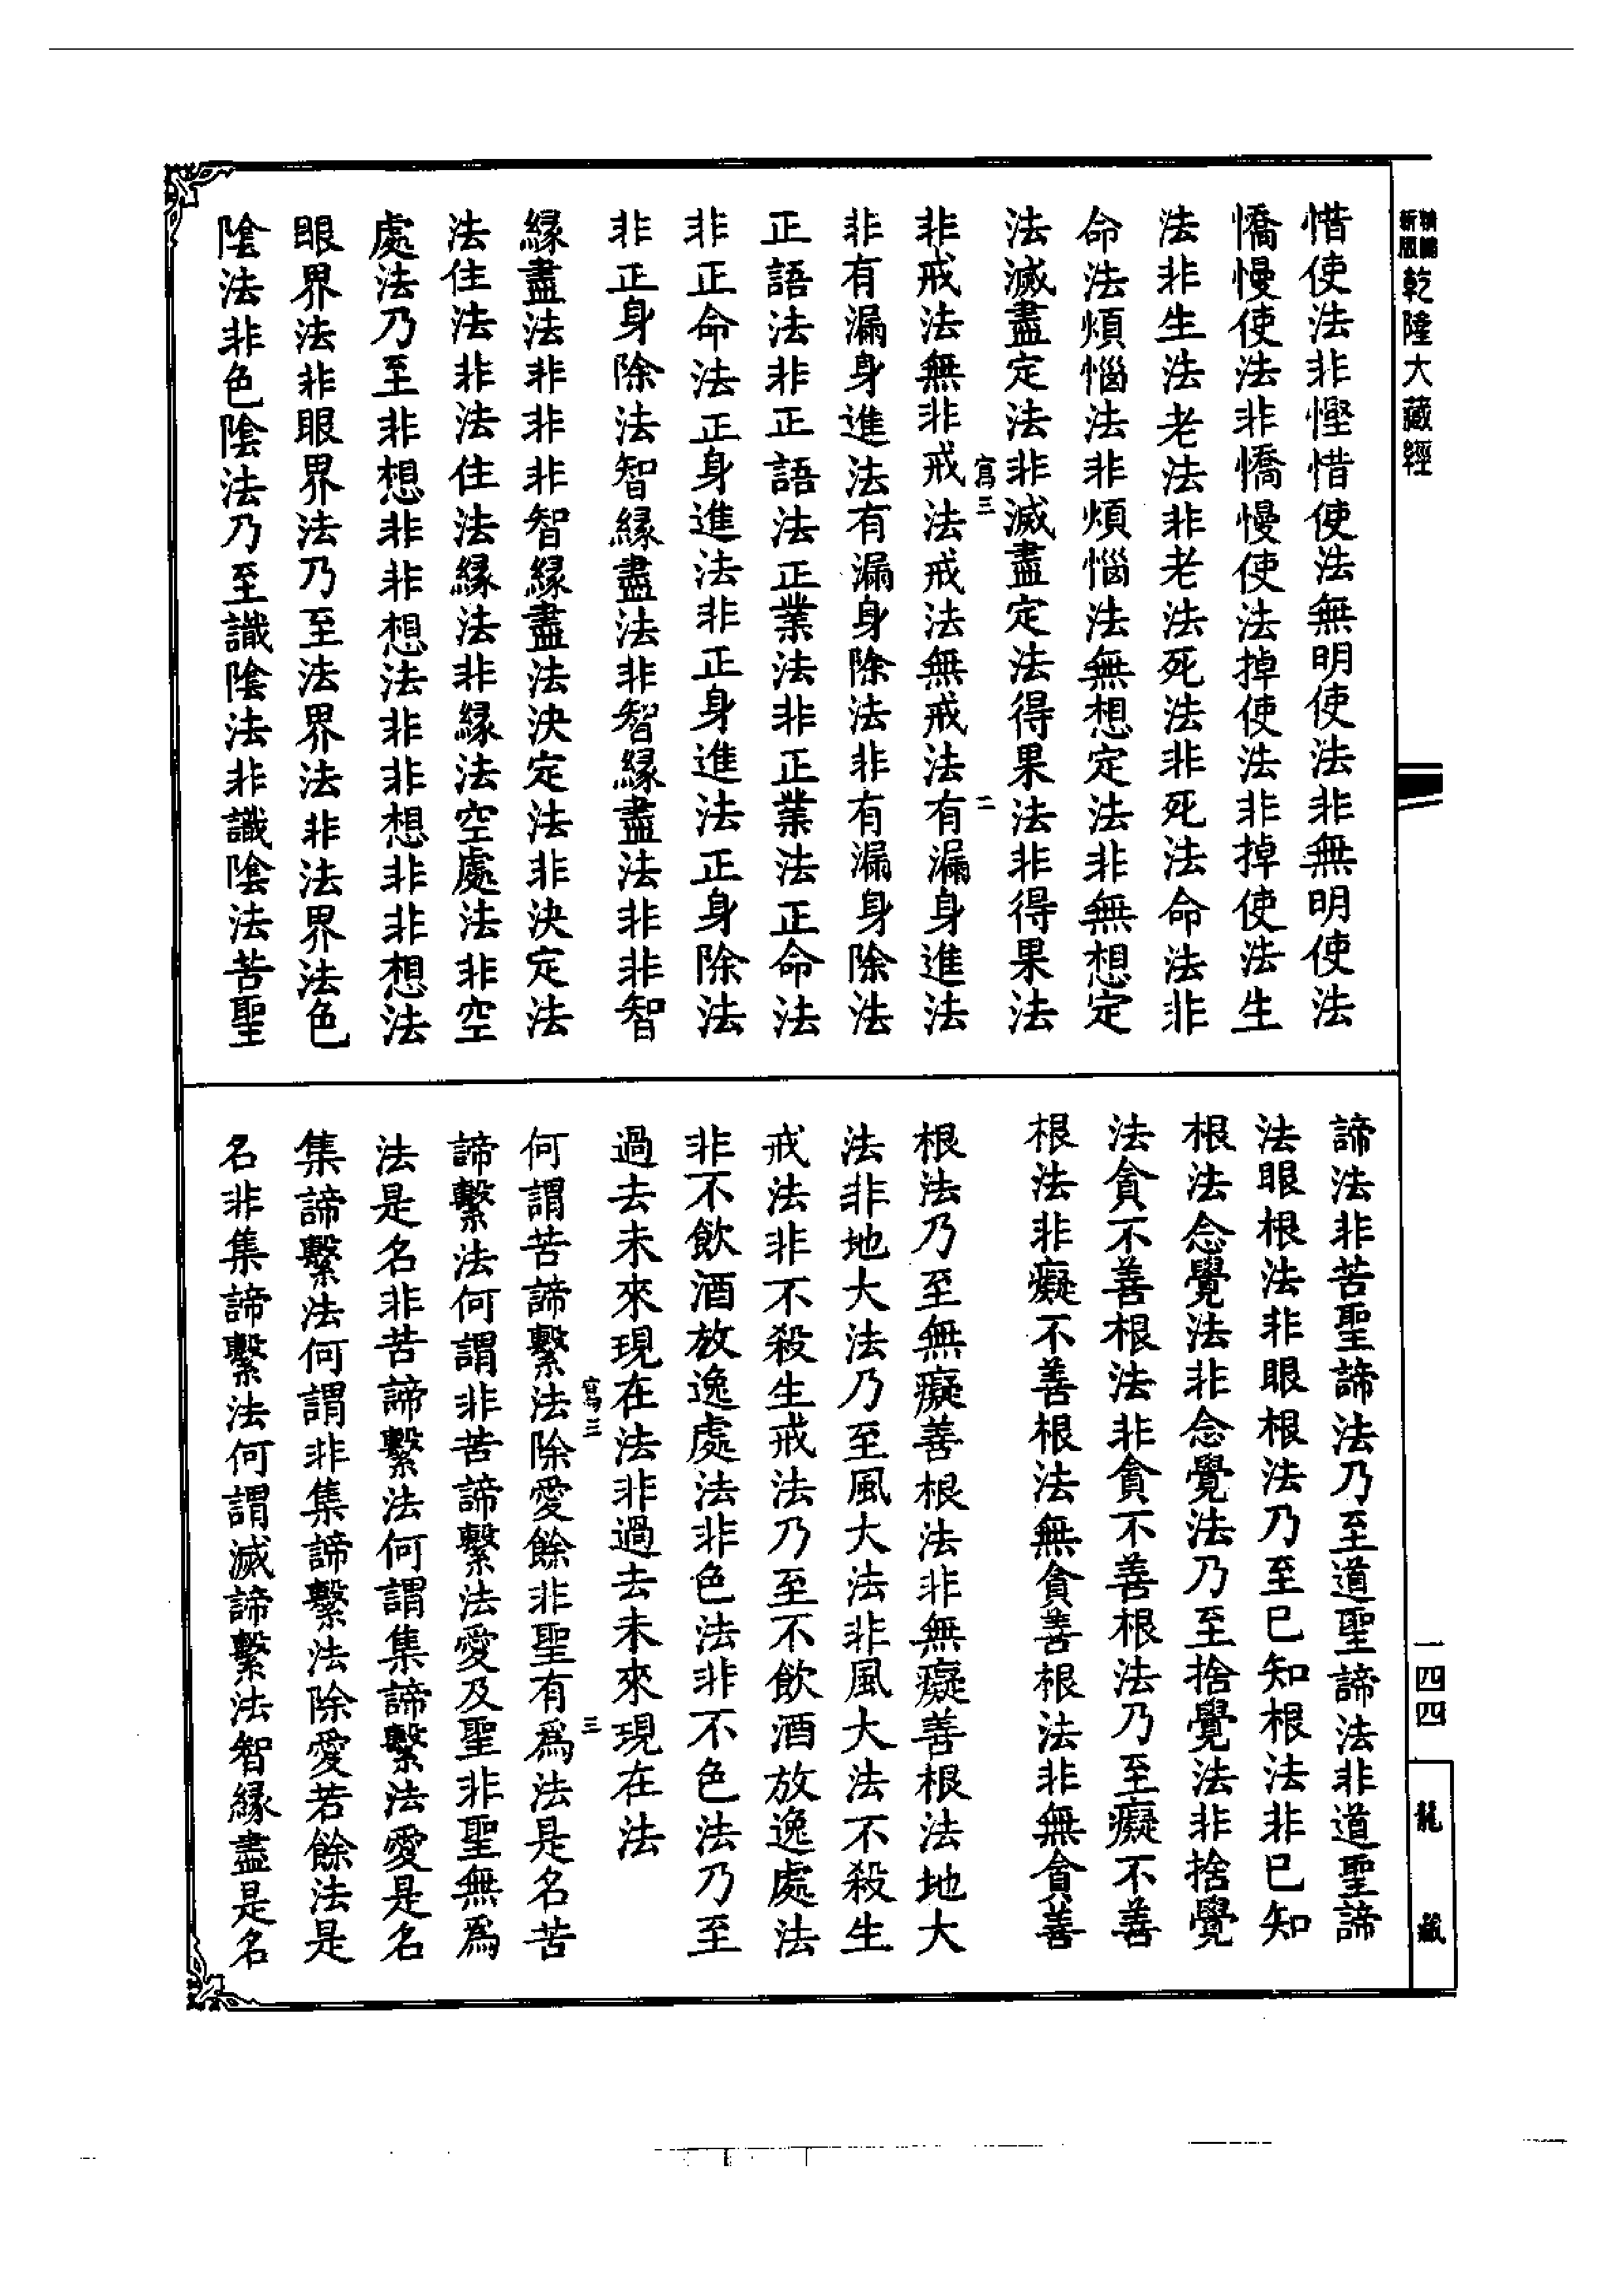 精編
新版
乾隆大藏經
惜使法非慳惜使法無明使法非無明使法
憍慢使法非憍慢使法掉使法非掉使法生
法非生法老法非老法死法非死法命法非
命法煩惱法非煩惱法無想定法非無想定
法滅盡定法非滅盡定法得果法非得果法
寫三
二
非戒法無非戒法戒法無戒法有漏身進法
非有漏身進法有漏身除法非有漏身除法
正語法非正語法正業法非正業法正命法
非正命法正身進法非正身進法正身除法
非正身除法智緣盡法非智緣盡法非非智
緣盡法非非非智緣盡法決定法非決定法
法住法非法住法緣法非緣法空處法非空
處法乃至非想非非想法非非想非非想法
眼界法非眼界法乃至法界法非法界法色
陰法非色陰法乃至識陰法非識陰法苦聖
諦法非苦聖諦法乃至道聖諦法非道聖諦
法眼根法非眼根法乃至已知根法非已知
根法念覺法非念覺法乃至捨覺法非捨覺
法貪不善根法非貪不善根法乃至癡不善
根法非癡不善根法無貪善根法非無貪善
根法乃至無癡善根法非無癡善根法地大
法非地大法乃至風大法非風大法不殺生
戒法非不殺生戒法乃至不飲酒放逸處法
非不飲酒放逸處法非色法非不色法乃至
過去未來現在法非過去未來現在法
寫三
三
何謂苦諦繫法除愛餘非聖有為法是名苦
諦繫法何謂非苦諦繫法愛及聖非聖無為
法是名非苦諦繫法何謂集諦繫法愛是名
集諦繫法何謂非集諦繫法除愛若餘法是
名非集諦繫法何謂滅諦繫法智緣盡是名
一四四
龍藏